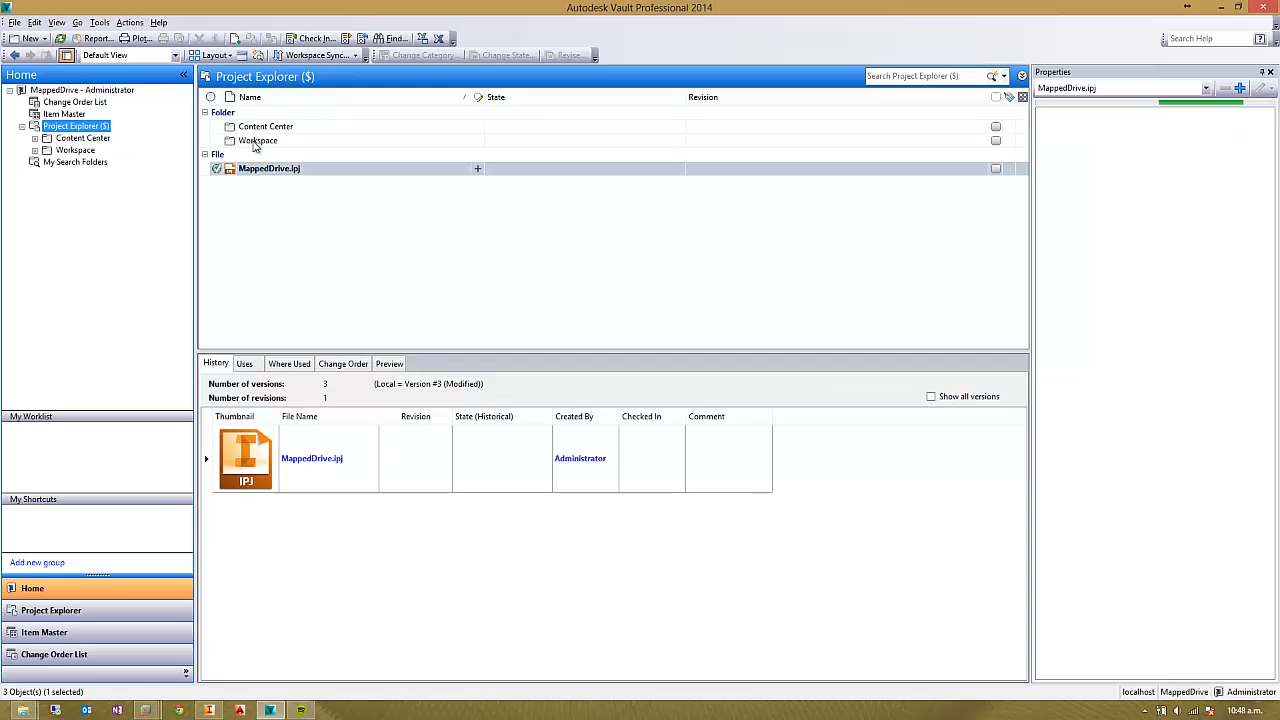 Autodesk Vault Professional 2014
File Edit View Go Tools Actions Help
New Report... Plot... Check In... Find...
Search Help
Default View Layout Workspace Sync... Change Category... Change State... Revise...
Home
MappedDrive - Administrator
Change Order List
Item Master
Project Explorer ($)
Content Center
Workspace
My Search Folders
My Worklist
My Shortcuts
Add new group
Home
Project Explorer
Item Master
Change Order List
Project Explorer ($)
Search Project Explorer ($)
Name / State Revision
Folder
Content Center
Workspace
File
MappedDrive.ipj
History Uses Where Used Change Order Preview
Number of versions: 3 (Local = Version #3 (Modified))
Number of revisions: 1
Show all versions
Thumbnail File Name Revision State (Historical) Created By Checked In Comment
IPJ MappedDrive.ipj Administrator
Properties
MappedDrive.ipj
3 Object(s) (1 selected)
localhost MappedDrive Administrator
10:48 a.m.